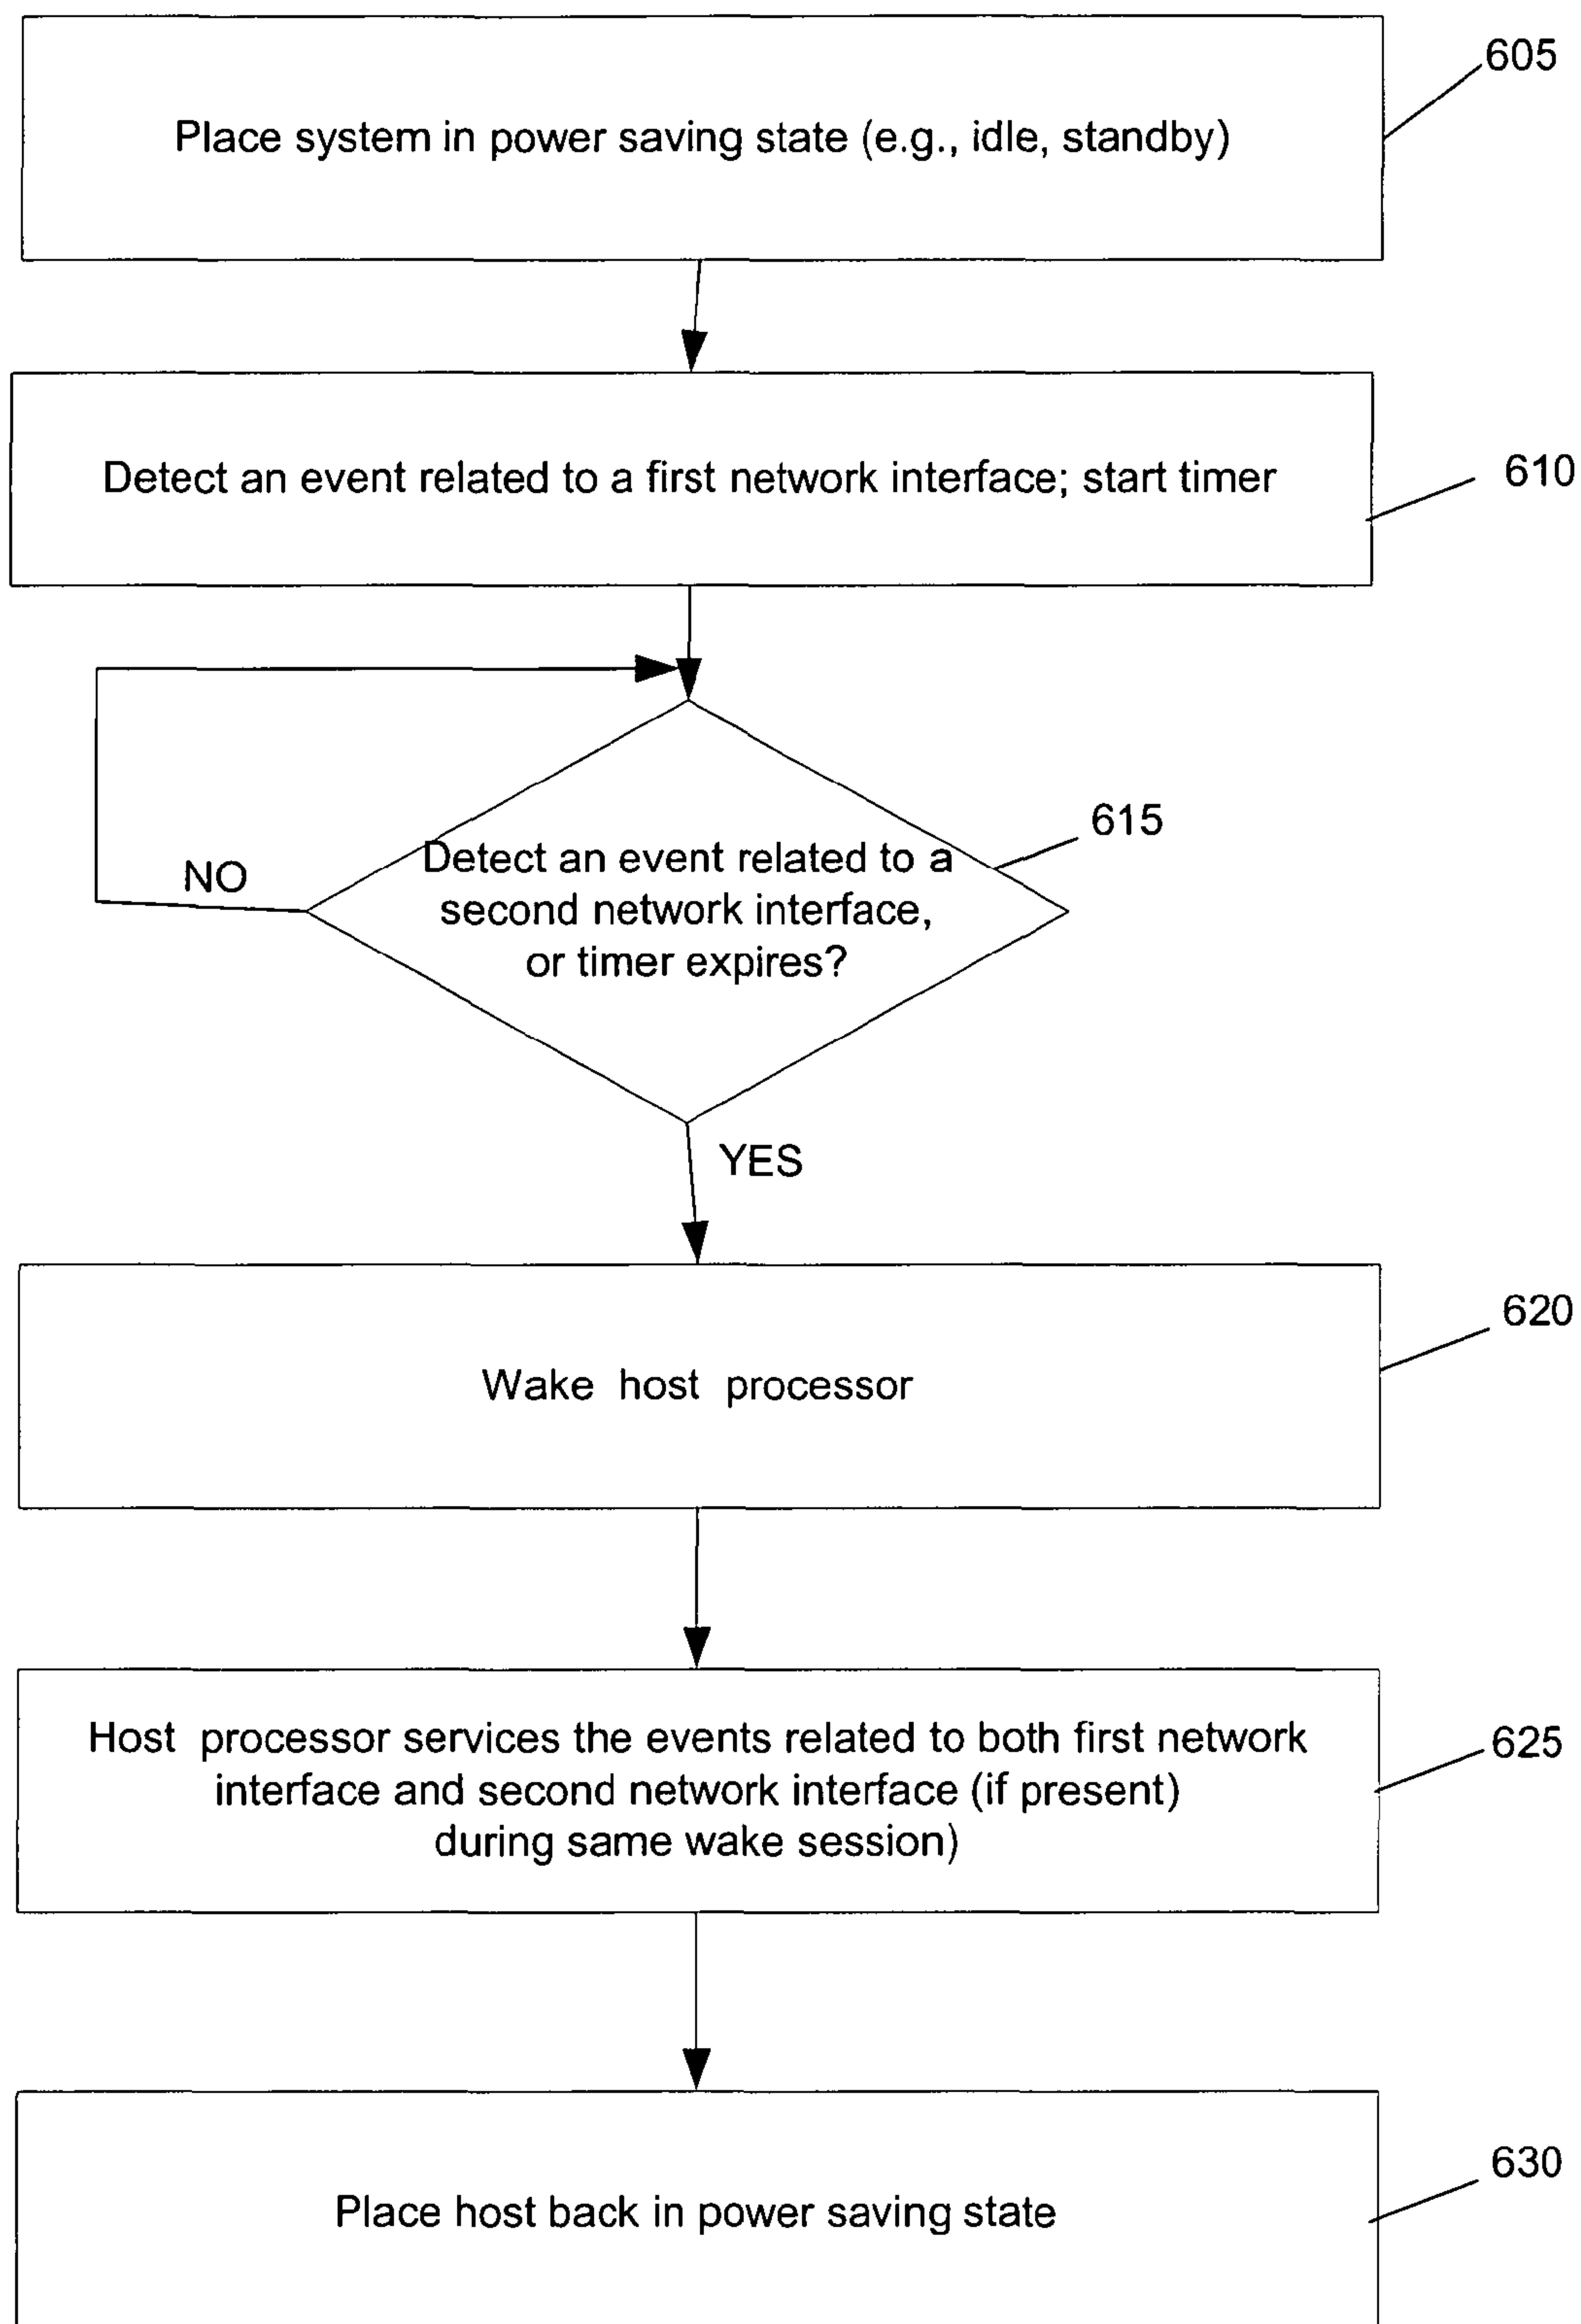 605
Place system in power saving state (e.g., idle, standby)
Detect an event related to a first network interface; start timer
610
615
Detect an event related to a
NO
second network interface,
or timer expires?
YES
620
Wake host processor
Host processor services the events related to both first network
625
interface and second network interface (if present)
during same wake session)
630
Place host back in power saving state